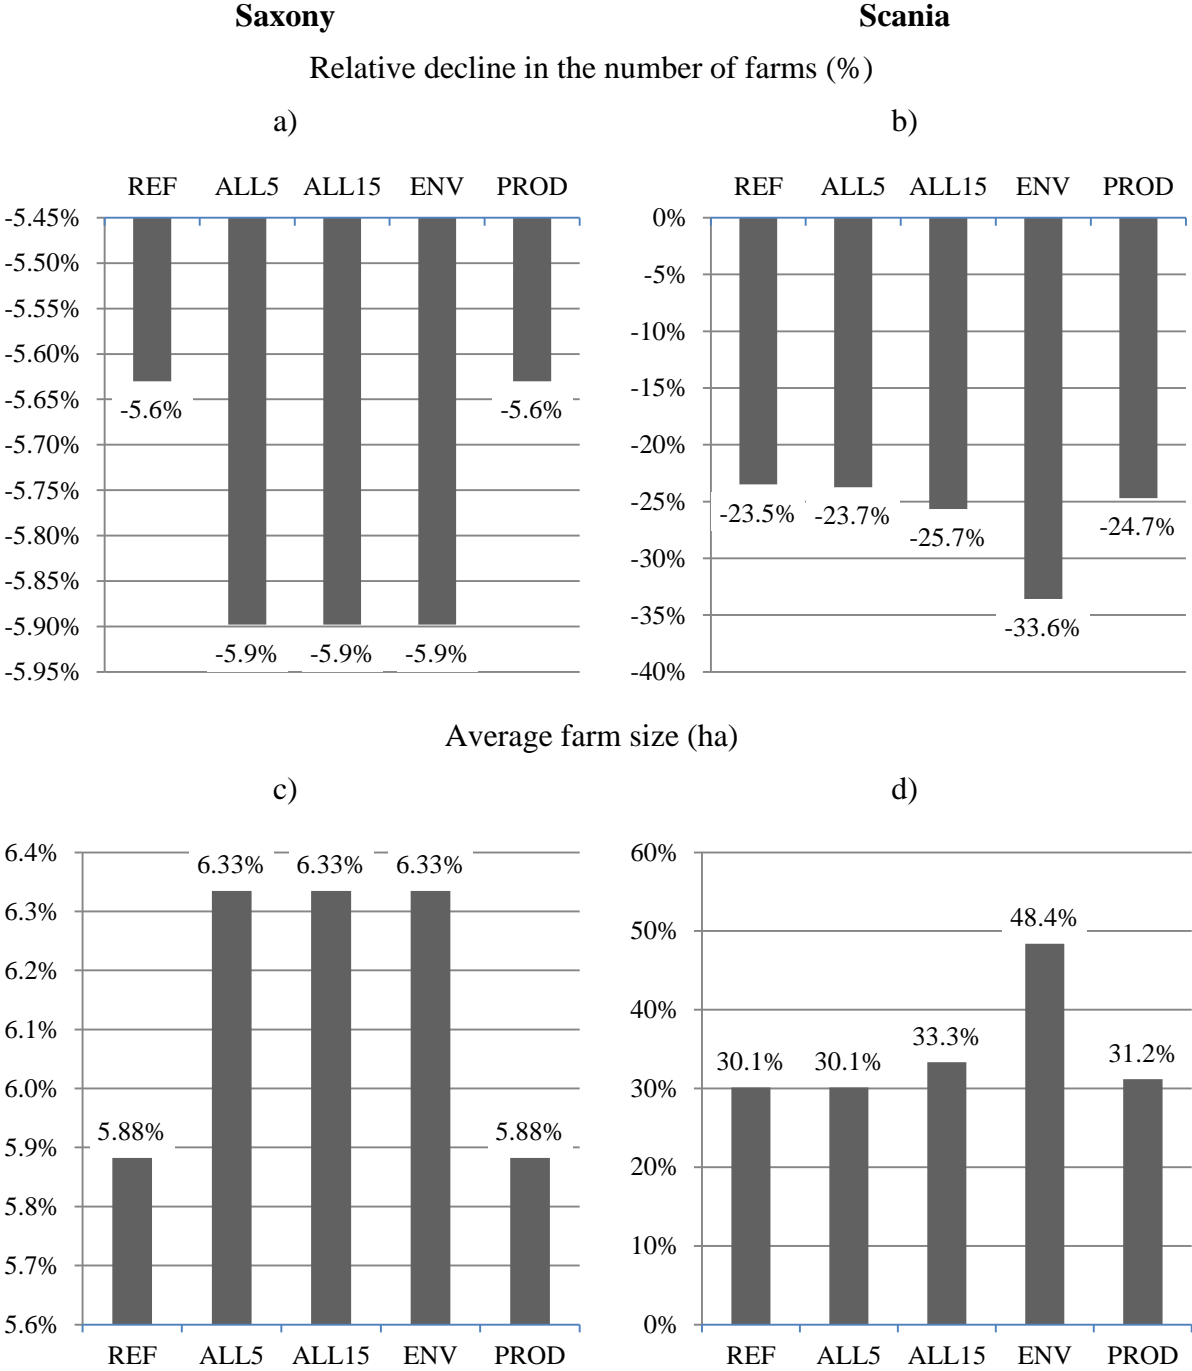 Saxony Scania
Relative decline in the number of farms (%)
a) b)
REF ALL5 ALL15 ENV PROD REF ALL5 ALL15 ENV PROD
-5.45% 0%
-5.50% -5%
-5.55% -10%
-5.60% -15%
-5.65% -20%
-5.70% -25%
-5.75% -30%
-5.80% -35%
-5.85% -40%
-5.90%
-5.95%
-5.6% -5.9% -5.9% -5.9% -5.6%
-23.5% -23.7% -25.7% -33.6% -24.7%
Average farm size (ha)
c) d)
6.4% 60%
6.3% 50%
6.2% 40%
6.1% 30%
6.0% 20%
5.9% 10%
5.8% 0%
5.7%
5.6%
5.88% 6.33% 6.33% 6.33% 5.88%
30.1% 30.1% 33.3% 48.4% 31.2%
REF ALL5 ALL15 ENV PROD REF ALL5 ALL15 ENV PROD